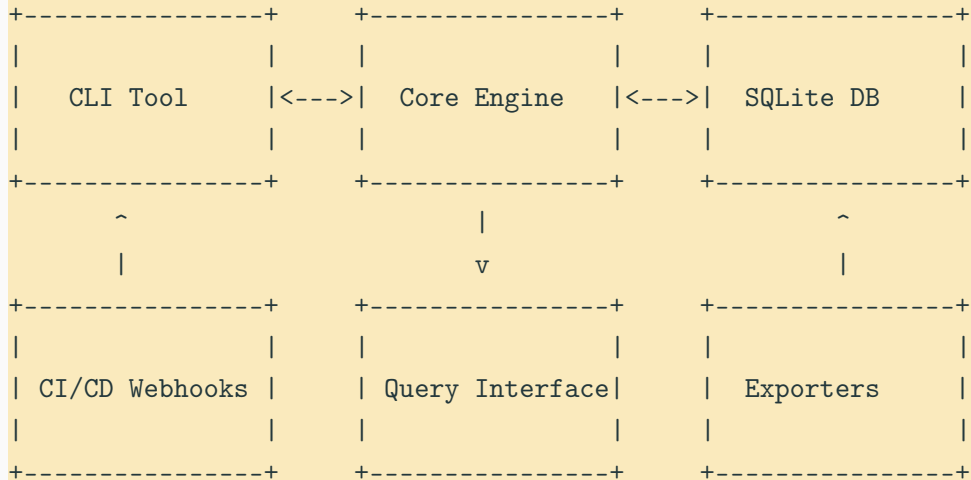 +----------------+     +----------------+     +----------------+
|                |     |                |     |                |
|   CLI Tool     |<--->|  Core Engine   |<--->|  SQLite DB     |
|                |     |                |     |                |
+----------------+     +----------------+     +----------------+
       ^                       |                       ^
       |                       v                       |
+----------------+     +----------------+     +----------------+
|                |     |                |     |                |
| CI/CD Webhooks |     | Query Interface|     |  Exporters     |
|                |     |                |     |                |
+----------------+     +----------------+     +----------------+